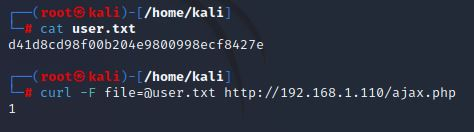 ┌──(root㉿kali)-[/home/kali]
└─# cat user.txt
d41d8cd98f00b204e9800998ecf8427e
┌──(root㉿kali)-[/home/kali]
└─# curl -F file=@user.txt http://192.168.1.110/ajax.php
1